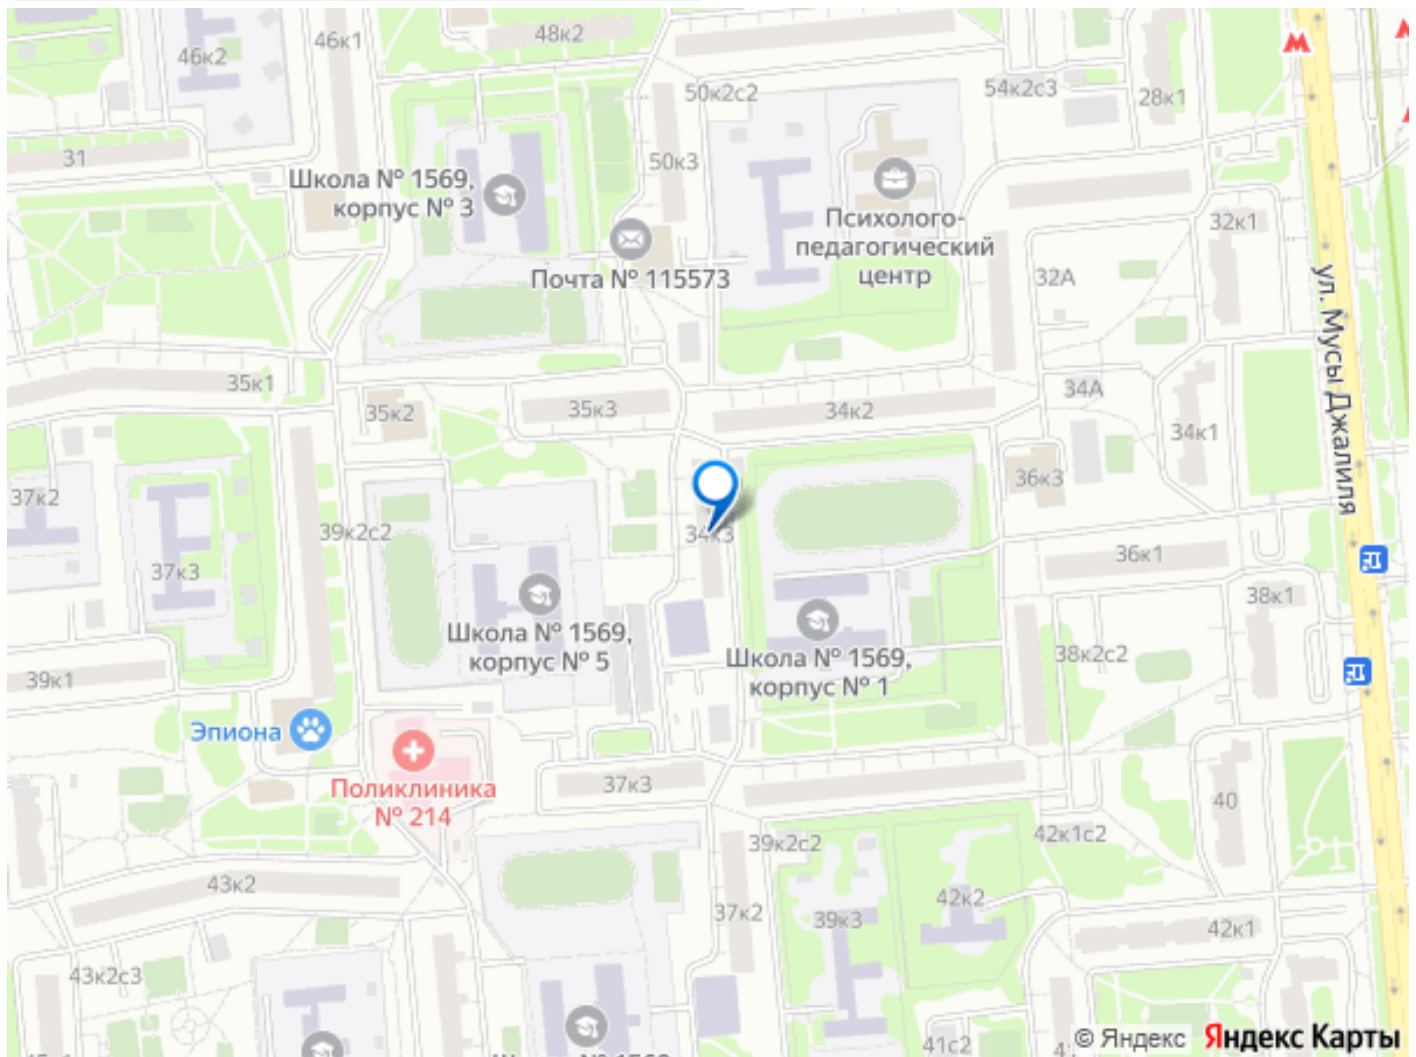 48к2
46к1
46к2
50к2с2
54к2с3
28к1
31
50к3
Школа № 1569,
корпус № 3
Психолого-
педагогический
центр
32к1
Почта № 115573
32А
ул. Мусы Джалиля
35к1
35к2
35к3
34к2
34А
34к1
36к3
37к2
39к2с2
34к3
36к1
37к3
38к1
Школа № 1569,
корпус № 5
Школа № 1569,
корпус № 1
38к2с2
39к1
Эпиона
Поликлиника
№ 214
37к3
40
39к2с2
42к1с2
43к2
37к2
39к3
42к2
42к1
43к2с3
41с2
© Яндекс Яндекс Карты